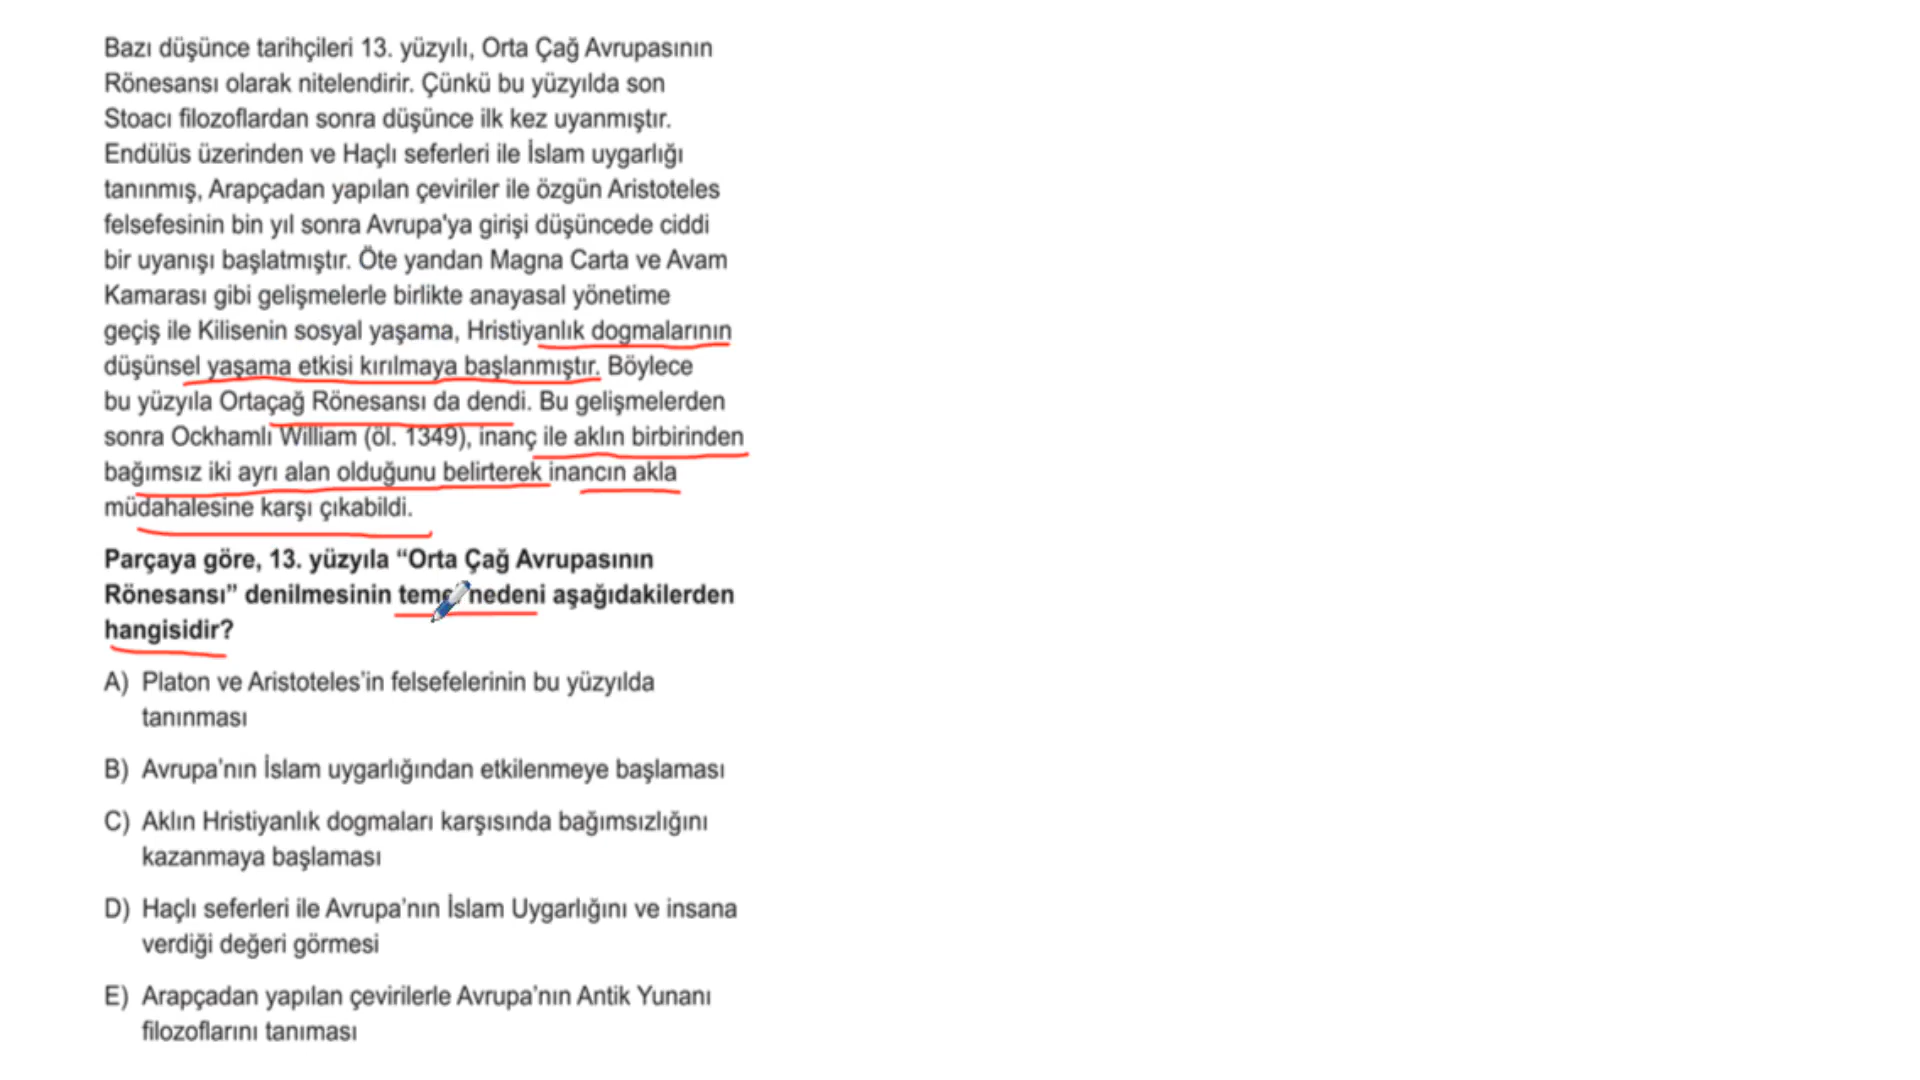 Bazı düşünce tarihçileri 13. yüzyılı, Orta Çağ Avrupasının
Rönesansı olarak nitelendirir. Çünkü bu yüzyılda son
Stoacı filozoflardan sonra düşünce ilk kez uyanmıştır.
Endülüs üzerinden ve Haçlı seferleri ile İslam uygarlığı
tanınmış, Arapçadan yapılan çeviriler ile özgün Aristoteles
felsefesinin bin yıl sonra Avrupa'ya girişi düşüncede ciddi
bir uyanışı başlatmıştır. Öte yandan Magna Carta ve Avam
Kamarası gibi gelişmelerle birlikte anayasal yönetime
geçiş ile Kilisenin sosyal yaşama, Hristiyanlık dogmalarının
düşünsel yaşama etkisi kırılmaya başlanmıştır. Böylece
bu yüzyıla Ortaçağ Rönesansı da dendi. Bu gelişmelerden
sonra Ockhamlı William (öl. 1349), inanç ile aklın birbirinden
bağımsız iki ayrı alan olduğunu belirterek inancın akla
müdahalesine karşı çıkabildi.
Parçaya göre, 13. yüzyıla “Orta Çağ Avrupasının
Rönesansı” denilmesinin temel nedeni aşağıdakilerden
hangisidir?
A) Platon ve Aristoteles’in felsefelerinin bu yüzyılda
tanınması
B) Avrupa’nın İslam uygarlığından etkilenmeye başlaması
C) Aklın Hristiyanlık dogmaları karşısında bağımsızlığını
kazanmaya başlaması
D) Haçlı seferleri ile Avrupa’nın İslam Uygarlığını ve insana
verdiği değeri görmesi
E) Arapçadan yapılan çevirilerle Avrupa’nın Antik Yunanı
filozoflarını tanıması